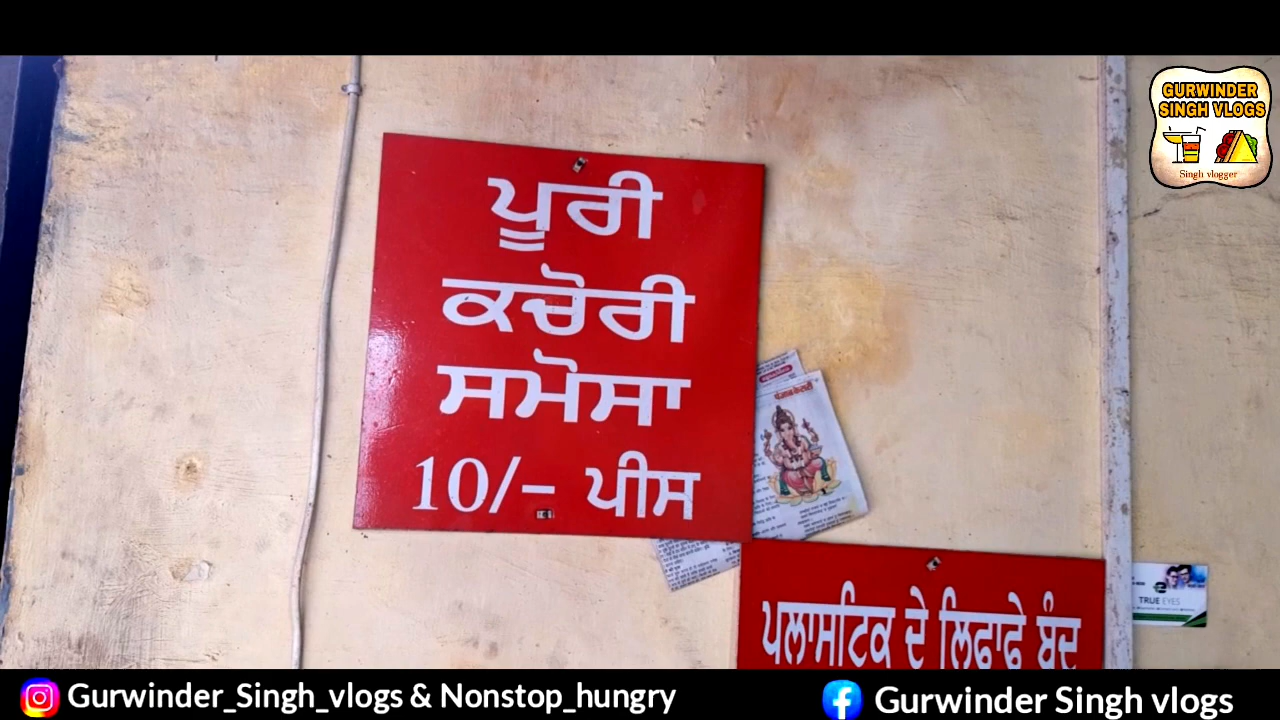 GURWINDER
SINGH VLOGS
Singh vlogger
ਪੂਰੀ
ਕਚੋਰੀ
ਸਮੋਸਾ
10/- ਪੀਸ
ਪਲਾਸਟਿਕ ਦੇ ਲਿਫਾਫੇ ਬੰਦ
TRUE EYES
Gurwinder_Singh_vlogs & Nonstop_hungry
Gurwinder Singh vlogs